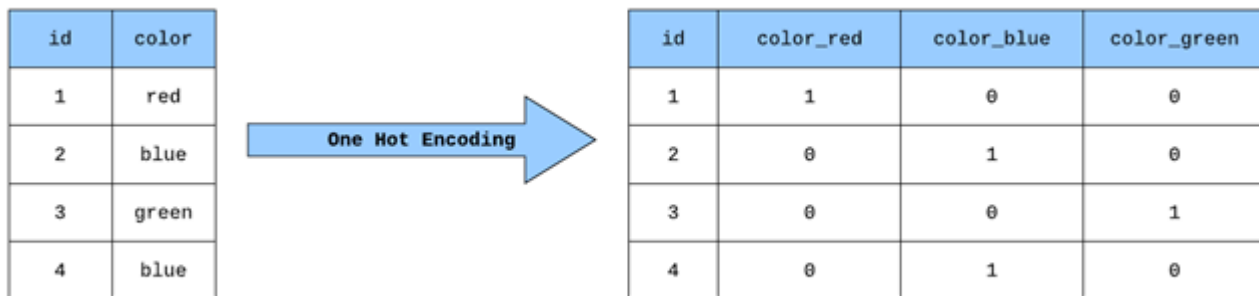 id color
1 red
2 blue
3 green
4 blue
One Hot Encoding
id color_red color_blue color_green
1 1 0 0
2 0 1 0
3 0 0 1
4 0 1 0